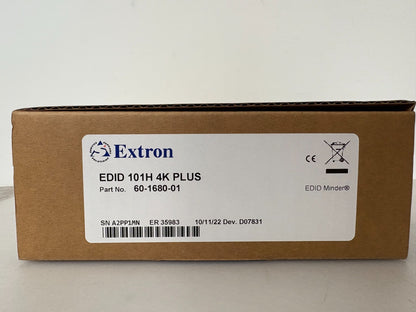 Extron
EDID 101H 4K PLUS
Part No. 60-1680-01
EDID Minder®
SN A2PP1MN ER 35983 10/11/22 Dev. D07831